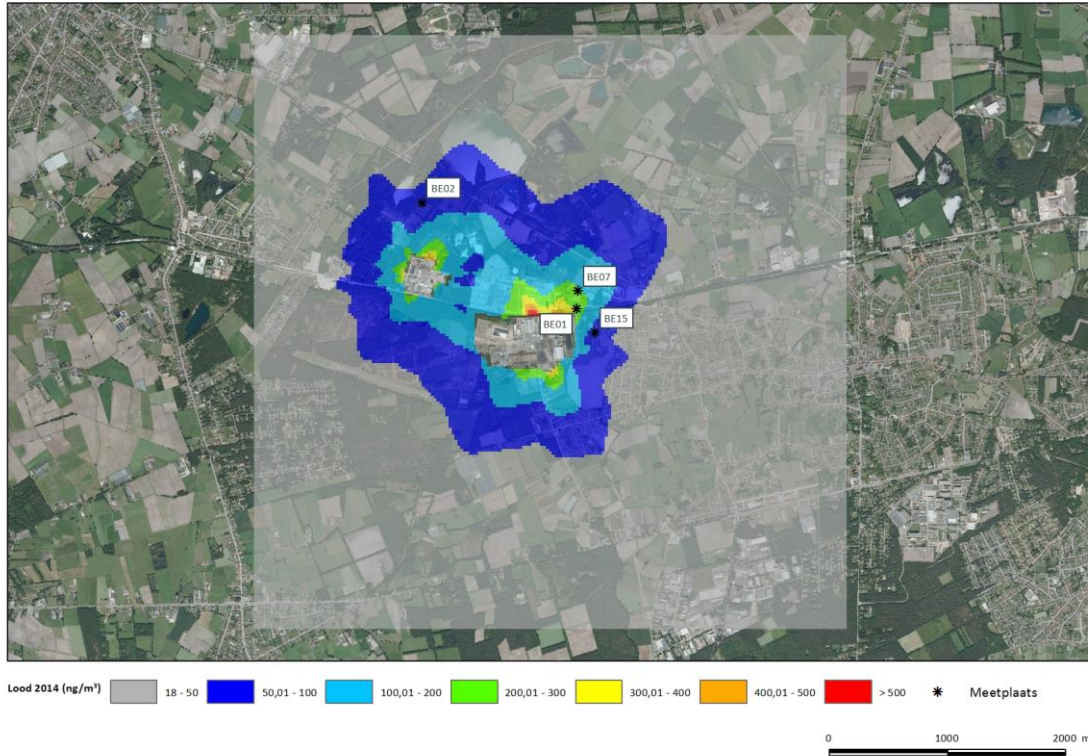 BE02
BE07
BE01
BE15
Lood 2014 (ng/m³) 18 - 50 50,01 - 100 100,01 - 200 200,01 - 300 300,01 - 400 400,01 - 500 > 500 Meetplaats
0 1000 2000 m